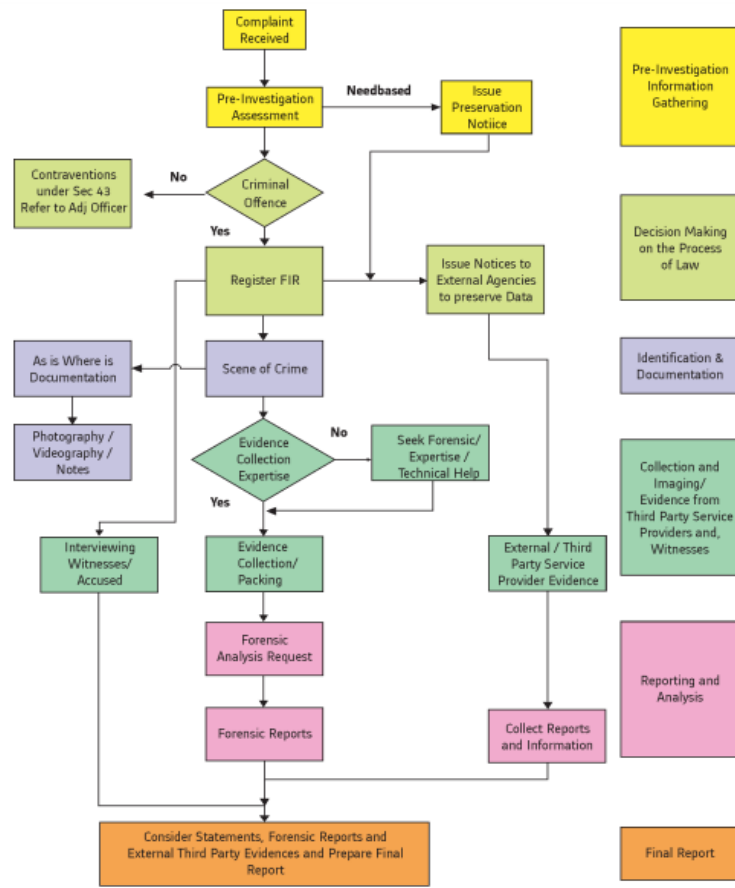 Complaint
Received
Pre-Investigation
Assessment
Needbased
Issue
Preservation
Notiice
Pre-Investigation
Information
Gathering
Contraventions
under Sec 43
Refer to Adj Officer
No
Criminal
Offence
Yes
Decision Making
on the Process
of Law
Register FIR
Issue Notices to
External Agencies
to preserve Data
As is Where is
Documentation
Scene of Crime
Identification &
Documentation
Photography /
Videography /
Notes
Evidence
Collection
Expertise
No
Yes
Seek Forensic/
Expertise /
Technical Help
Collection and
Imaging/
Evidence from
Third Party Service
Providers and,
Witnesses
Interviewing
Witnesses/
Accused
Evidence
Collection/
Packing
External / Third
Party Service
Provider Evidence
Forensic
Analysis Request
Reporting and
Analysis
Forensic Reports
Collect Reports
and Information
Consider Statements, Forensic Reports and
External Third Party Evidences and Prepare Final
Report
Final Report